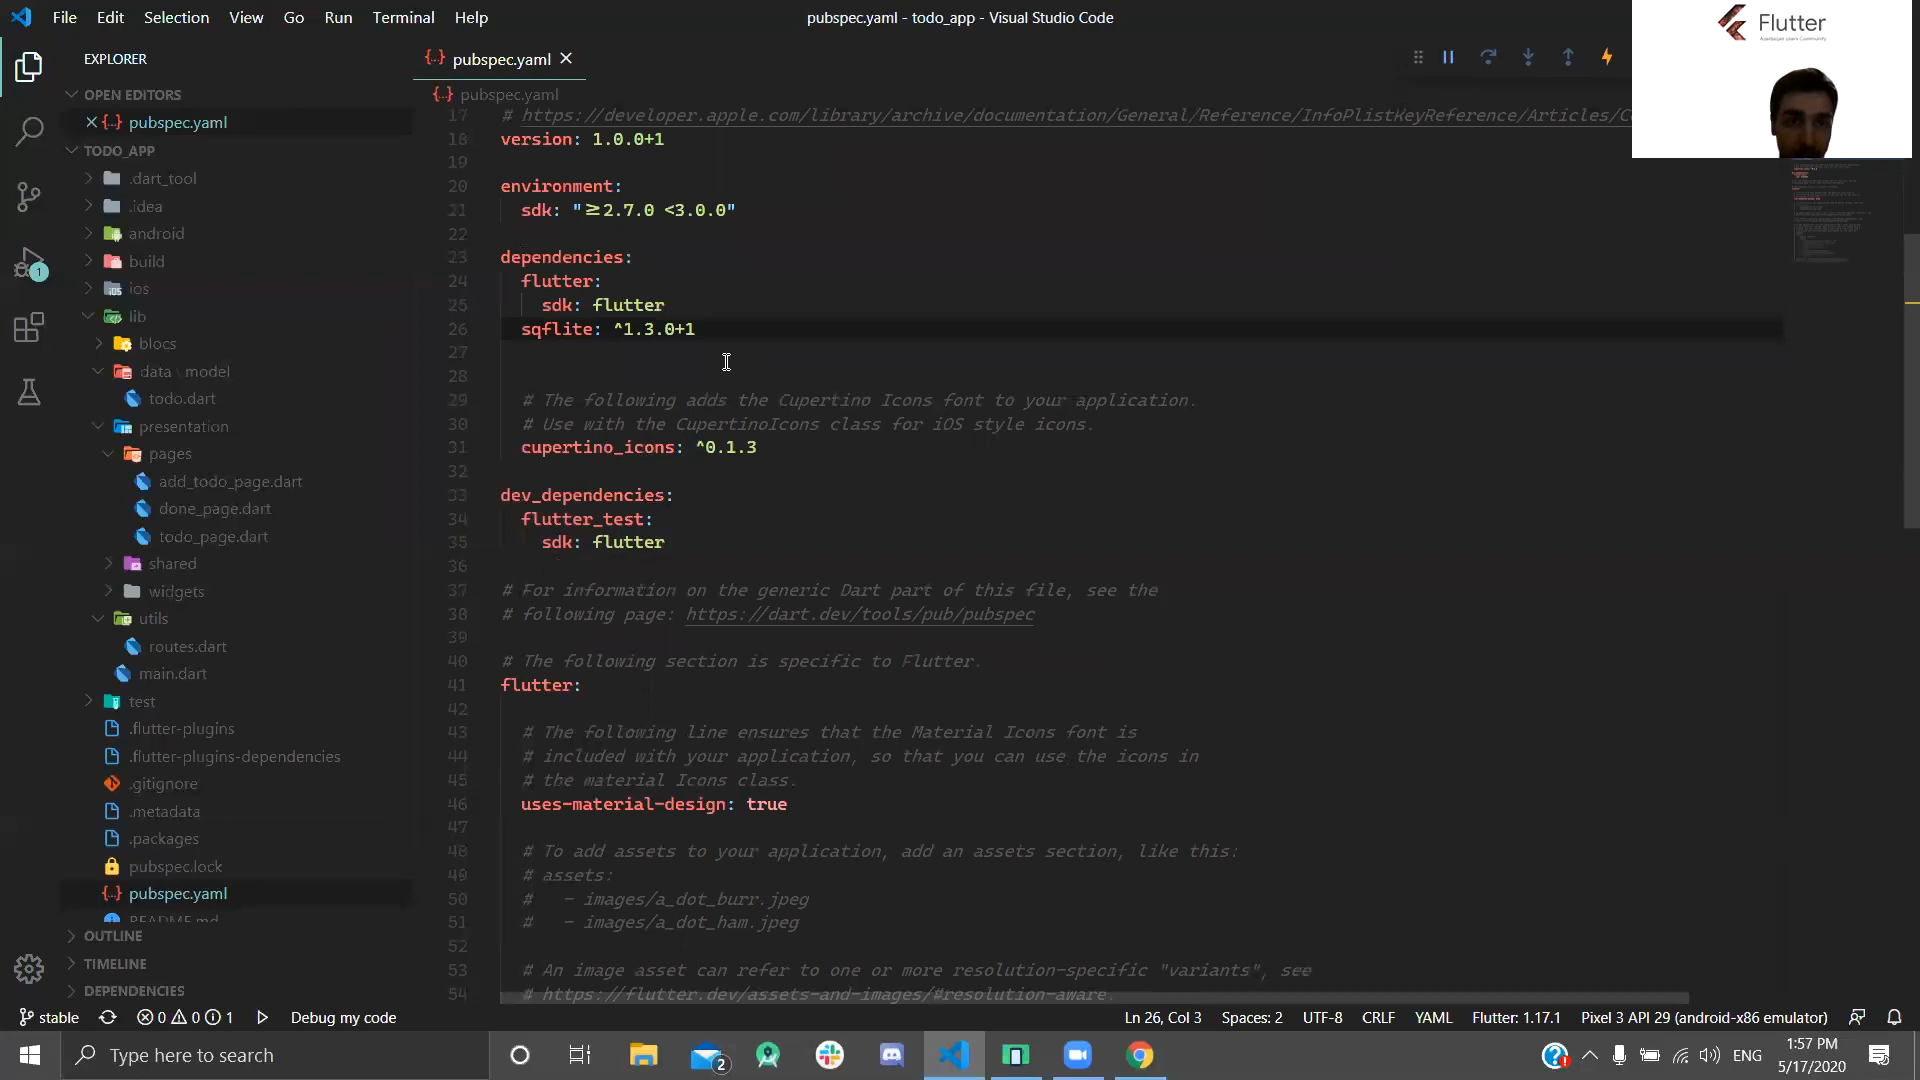 File Edit Selection View Go Run Terminal Help
pubspec.yaml - todo_app - Visual Studio Code
Flutter
EXPLORER
OPEN EDITORS
pubspec.yaml
TODO_APP
.dart_tool
.idea
android
build
ios
lib
blocs
data \ model
todo.dart
presentation
pages
add_todo_page.dart
done_page.dart
todo_page.dart
shared
widgets
utils
routes.dart
main.dart
test
.flutter-plugins
.flutter-plugins-dependencies
.gitignore
.metadata
.packages
pubspec.lock
pubspec.yaml
README.md
OUTLINE
TIMELINE
DEPENDENCIES
1
pubspec.yaml
pubspec.yaml
17 # https://developer.apple.com/library/archive/documentation/General/Reference/InfoPlistKeyReference/Articles/
18 version: 1.0.0+1
19
20 environment:
21 sdk: "≥2.7.0 <3.0.0"
22
23 dependencies:
24 flutter:
25 sdk: flutter
26 sqflite: ^1.3.0+1
27
28
29 # The following adds the Cupertino Icons font to your application.
30 # Use with the CupertinoIcons class for iOS style icons.
31 cupertino_icons: ^0.1.3
32
33 dev_dependencies:
34 flutter_test:
35 sdk: flutter
36
37 # For information on the generic Dart part of this file, see the
38 # following page: https://dart.dev/tools/pub/pubspec
39
40 # The following section is specific to Flutter.
41 flutter:
42
43 # The following line ensures that the Material Icons font is
44 # included with your application, so that you can use the icons in
45 # the material Icons class.
46 uses-material-design: true
47
48 # To add assets to your application, add an assets section, like this:
49 # assets:
50 #   - images/a_dot_burr.jpeg
51 #   - images/a_dot_ham.jpeg
52
53 # An image asset can refer to one or more resolution-specific "variants", see
54 # https://flutter.dev/assets-and-images/#resolution-aware.
stable 0 0 1 Debug my code Ln 26, Col 3 Spaces: 2 UTF-8 CRLF YAML Flutter: 1.17.1 Pixel 3 API 29 (android-x86 emulator)
Type here to search 2 ENG
1:57 PM
5/17/2020